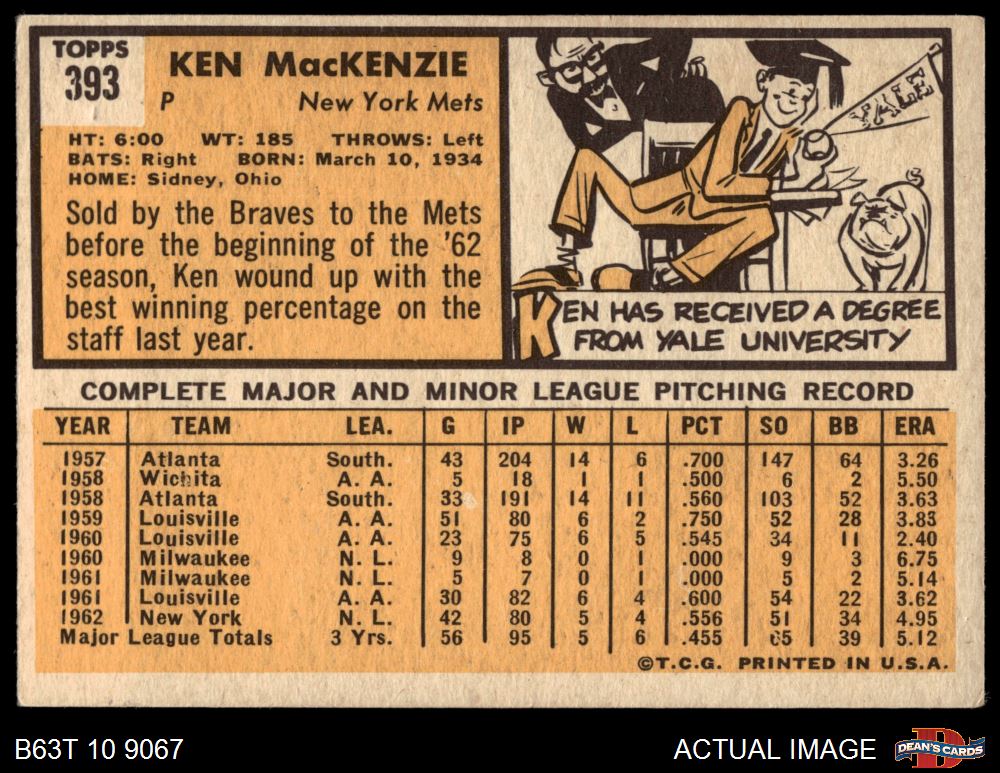 TOPPS
393
KEN MacKENZIE
P New York Mets
HT: 6:00 WT: 185 THROWS: Left
BATS: Right BORN: March 10, 1934
HOME: Sidney, Ohio
Sold by the Braves to the Mets
before the beginning of the '62
season, Ken wound up with the
best winning percentage on the
staff last year.
YALE
KEN HAS RECEIVED A DEGREE
FROM YALE UNIVERSITY
COMPLETE MAJOR AND MINOR LEAGUE PITCHING RECORD
YEAR TEAM LEA. G IP W L PCT SO BB ERA
1957 Atlanta South. 43 204 14 6 .700 147 64 3.26
1958 Wichita A. A. 5 18 1 1 .500 6 2 5.50
1958 Atlanta South. 33 191 14 11 .560 103 52 3.63
1959 Louisville A. A. 51 80 6 2 .750 52 28 3.83
1960 Louisville A. A. 23 75 6 5 .545 34 11 2.40
1960 Milwaukee N. L. 9 8 0 1 .000 9 3 6.75
1961 Milwaukee N. L. 5 7 0 1 .000 5 2 5.14
1961 Louisville A. A. 30 82 6 4 .600 54 22 3.62
1962 New York N. L. 42 80 5 4 .556 51 34 4.95
Major League Totals 3 Yrs. 56 95 5 6 .455 65 39 5.12
©T.C.G. PRINTED IN U.S.A.
B63T 10 9067 ACTUAL IMAGE D DEAN'S CARDS